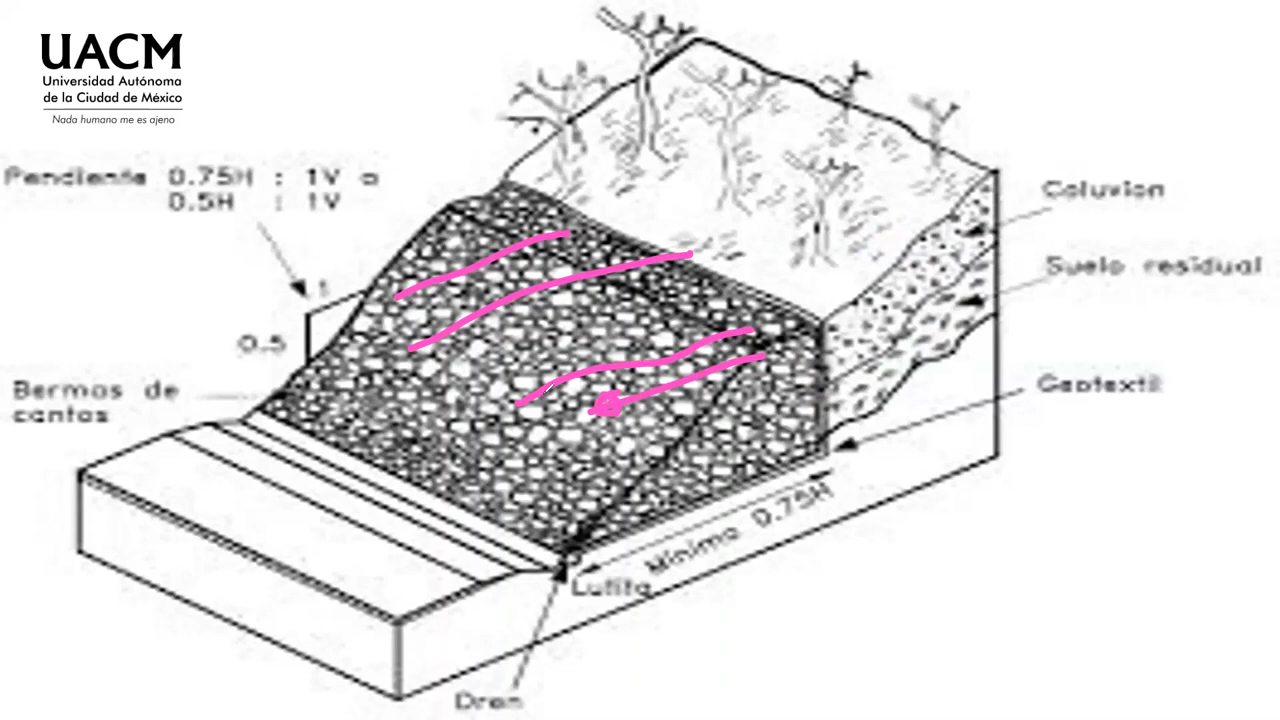 UACM
Universidad Autónoma
de la Ciudad de México
Nada humano me es ajeno
Pendiente 0.75H : 1V a
0.5H : 1V
1
0.5
Bermas de
cantos
Coluvion
Suelo residual
Geotextil
Minimo 0.75H
Lutita
Dren